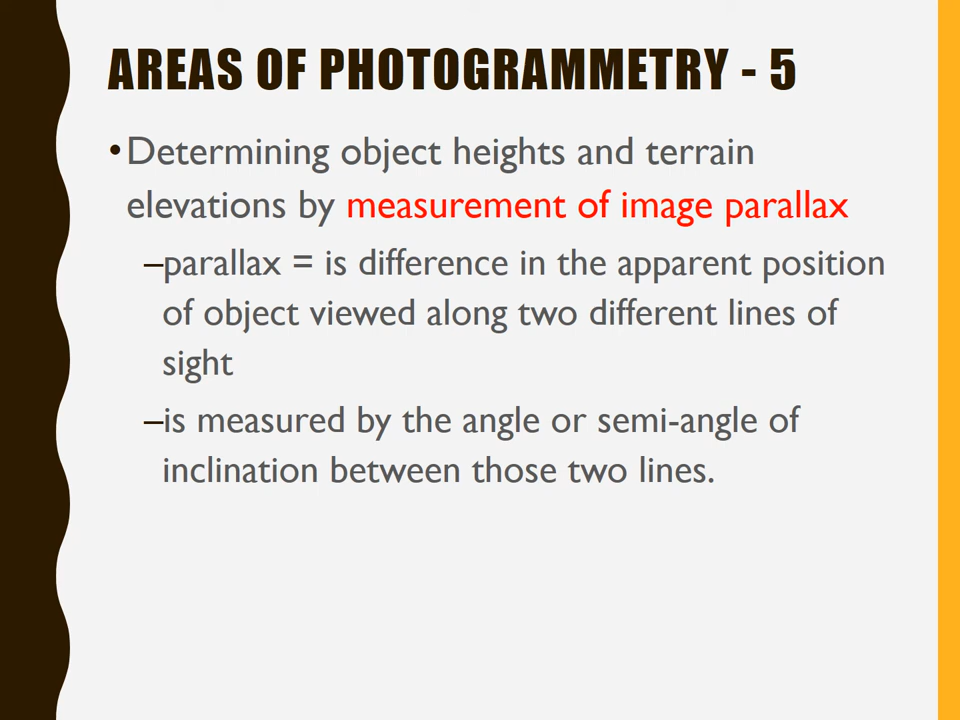 AREAS OF PHOTOGRAMMETRY - 5
•Determining object heights and terrain
elevations by measurement of image parallax
–parallax = is difference in the apparent position
of object viewed along two different lines of
sight
–is measured by the angle or semi-angle of
inclination between those two lines.